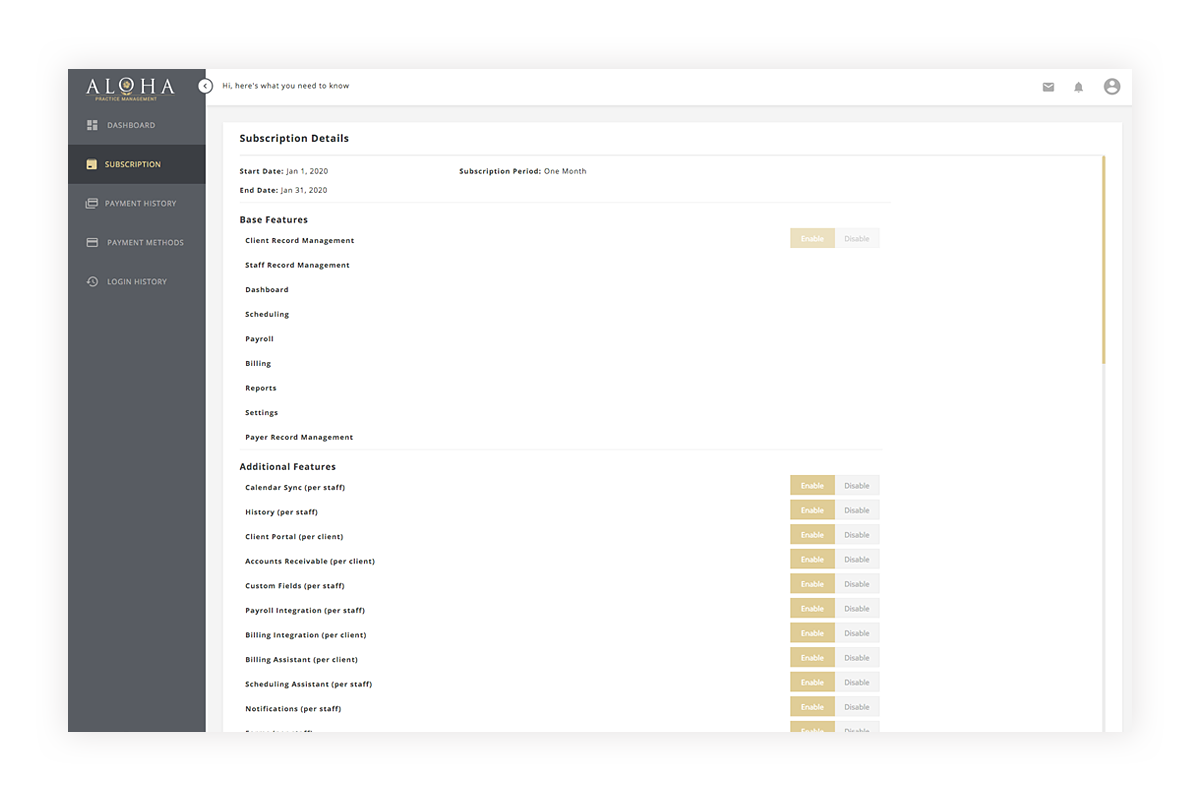 ALOHA
PRACTICE MANAGEMENT
Hi, here's what you need to know
DASHBOARD
SUBSCRIPTION
PAYMENT HISTORY
PAYMENT METHODS
LOGIN HISTORY
Subscription Details
Start Date: Jan 1, 2020 Subscription Period: One Month
End Date: Jan 31, 2020
Base Features
Client Record Management Enable Disable
Staff Record Management
Dashboard
Scheduling
Payroll
Billing
Reports
Settings
Payer Record Management
Additional Features
Calendar Sync (per staff) Enable Disable
History (per staff) Enable Disable
Client Portal (per client) Enable Disable
Accounts Receivable (per client) Enable Disable
Custom Fields (per staff) Enable Disable
Payroll Integration (per staff) Enable Disable
Billing Integration (per client) Enable Disable
Billing Assistant (per client) Enable Disable
Scheduling Assistant (per staff) Enable Disable
Notifications (per staff) Enable Disable
Enable Disable